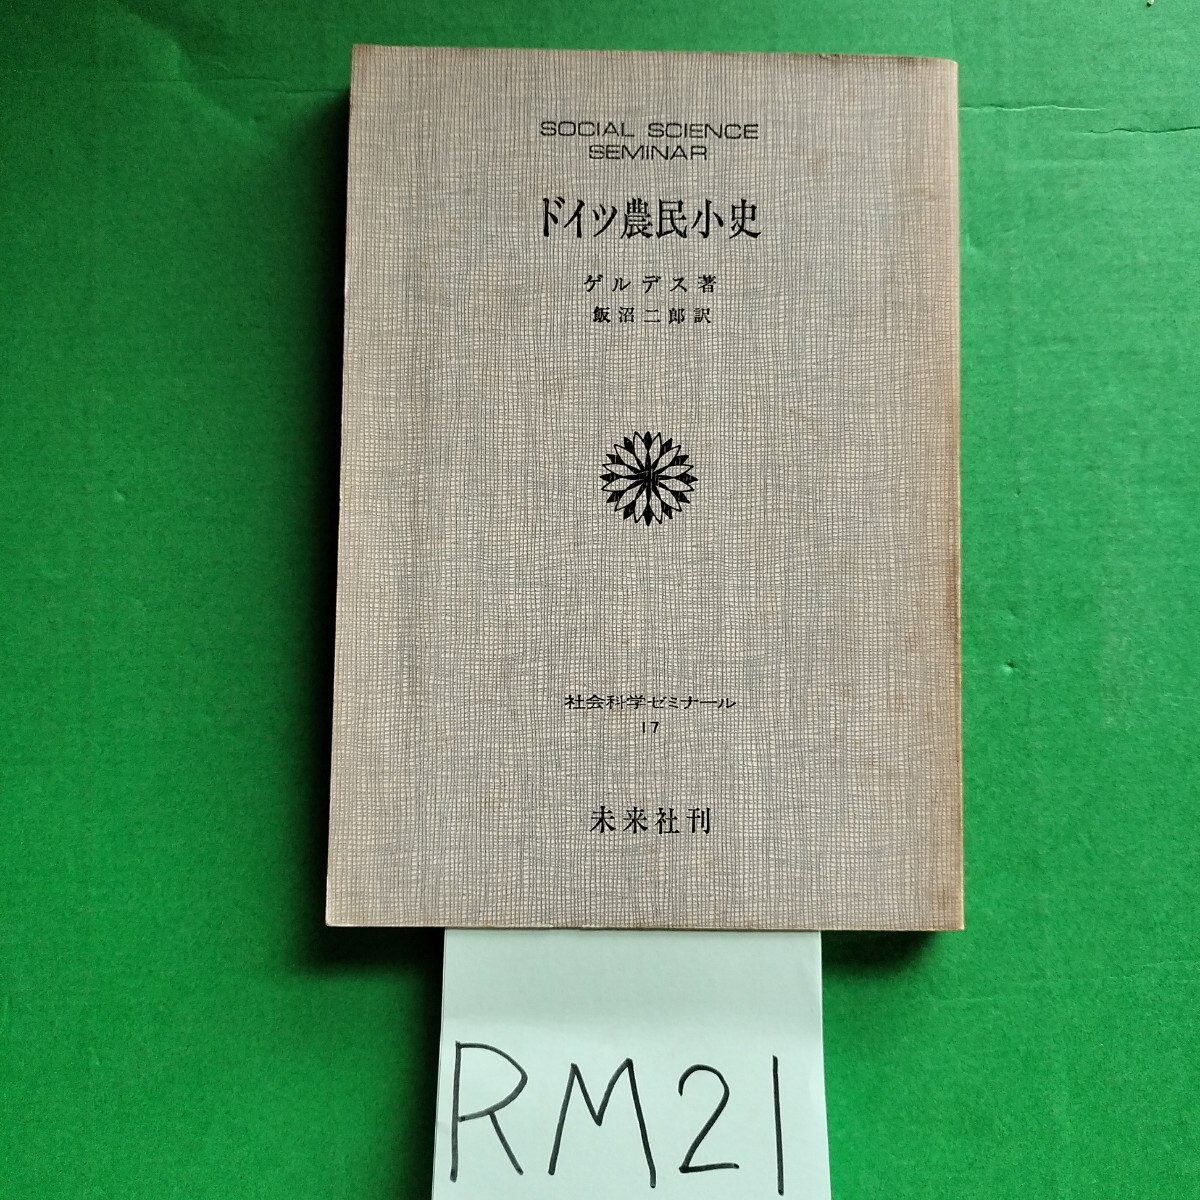 SOCIAL SCIENCE
SEMINAR
ドイツ農民小史
ゲルデス著
飯沼二郎訳
社会科学ゼミナール
17
未来社刊
RM21